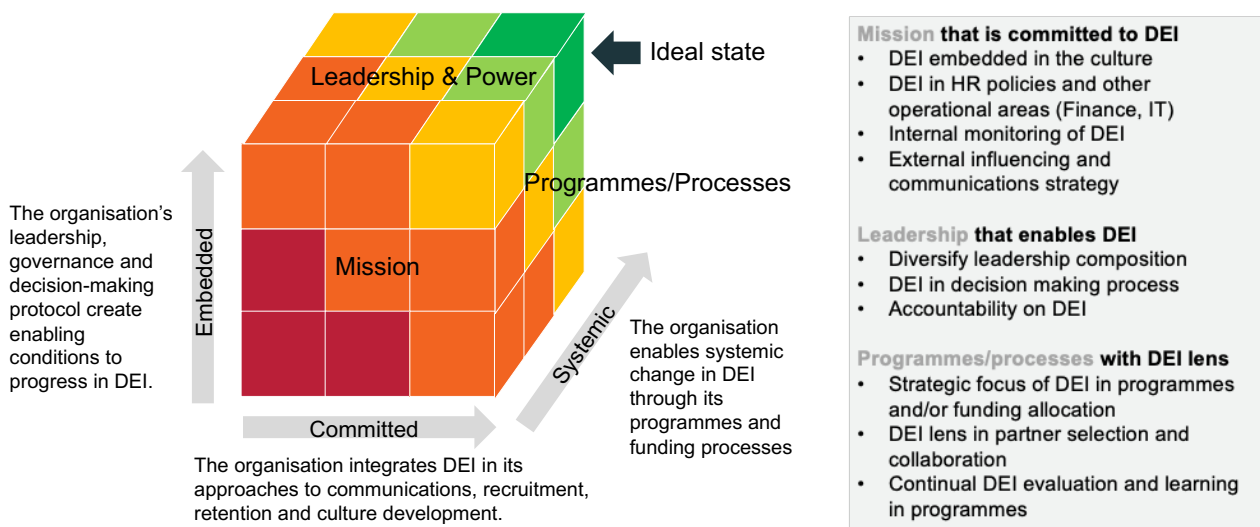 Ideal state
Leadership & Power
Programmes/Processes
Mission
Embedded
The organisation's
leadership,
governance and
decision-making
protocol create
enabling
conditions to
progress in DEI.
Committed
The organisation integrates DEI in its
approaches to communications, recruitment,
retention and culture development.
Systemic
The organisation
enables systemic
change in DEI
through its
programmes and
funding processes
Mission that is committed to DEI
• DEI embedded in the culture
• DEI in HR policies and other
operational areas (Finance, IT)
• Internal monitoring of DEI
• External influencing and
communications strategy
Leadership that enables DEI
• Diversify leadership composition
• DEI in decision making process
• Accountability on DEI
Programmes/processes with DEI lens
• Strategic focus of DEI in programmes
and/or funding allocation
• DEI lens in partner selection and
collaboration
• Continual DEI evaluation and learning
in programmes